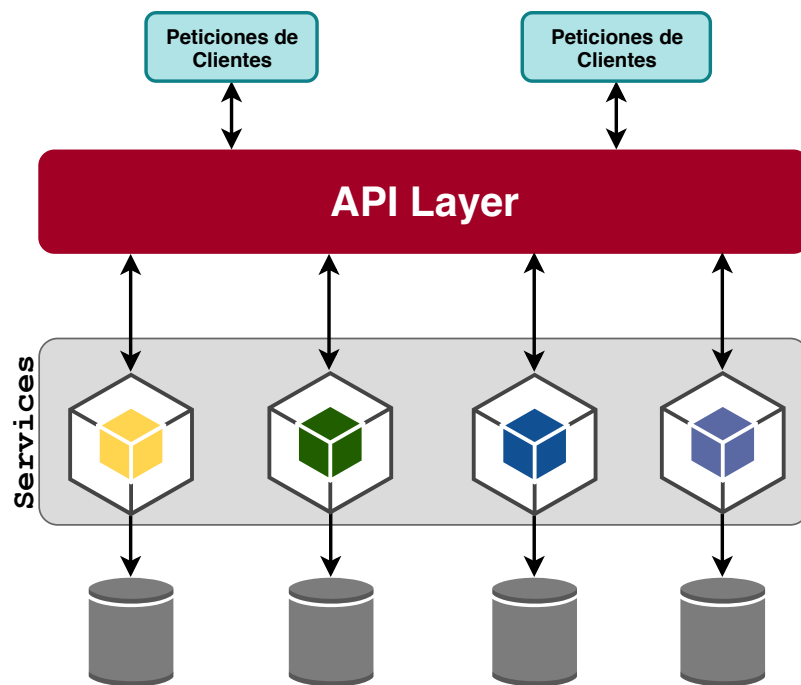 Peticiones de
Clientes
Peticiones de
Clientes
API Layer
Services